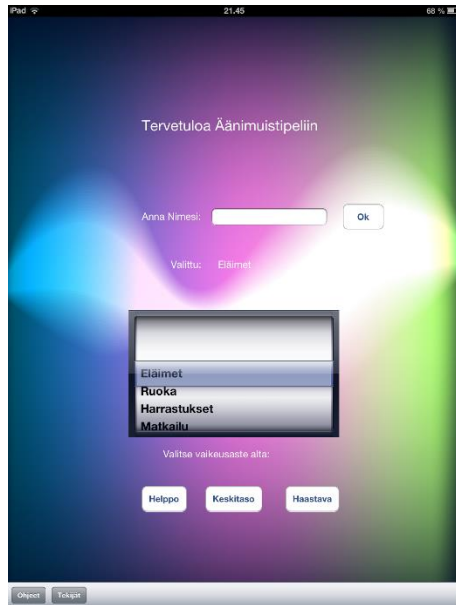 iPad 21.45 68 %
Tervetuloa Äänimuistipeliin
Anna Nimesi: Ok
Valittu: Eläimet
Eläimet
Ruoka
Harrastukset
Matkailu
Valitse vaikeusaste alta:
Helppo Keskitaso Haastava
Ohjeet Tekijät